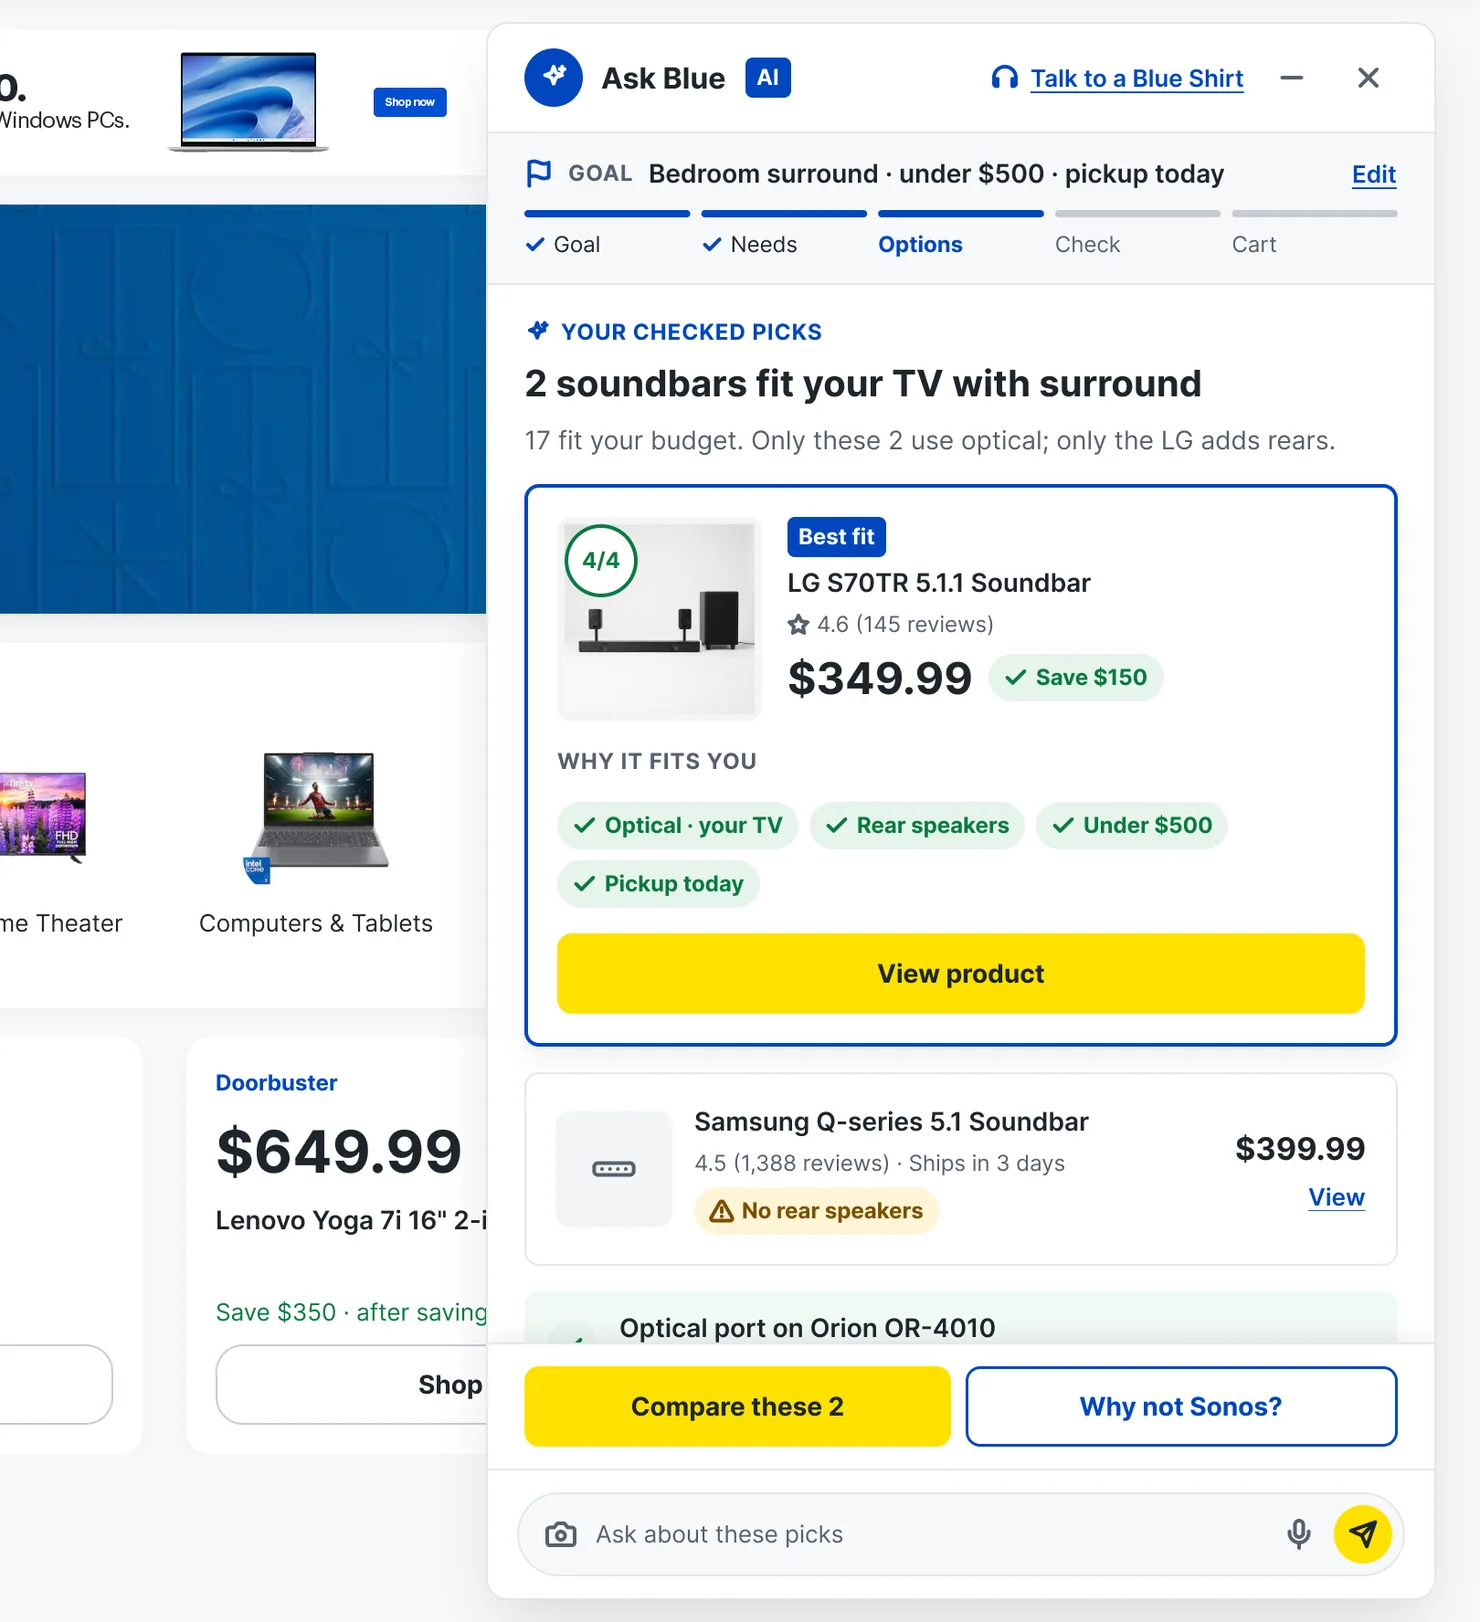 o.
Windows PCs.
Shop now
Ask Blue
AI
Talk to a Blue Shirt
GOAL Bedroom surround · under $500 · pickup today
Edit
Goal
Needs
Options
Check
Cart
YOUR CHECKED PICKS
2 soundbars fit your TV with surround
17 fit your budget. Only these 2 use optical; only the LG adds rears.
4/4
Best fit
LG S70TR 5.1.1 Soundbar
4.6 (145 reviews)
$349.99
Save $150
WHY IT FITS YOU
Optical · your TV
Rear speakers
Under $500
Pickup today
View product
Samsung Q-series 5.1 Soundbar
4.5 (1,388 reviews) · Ships in 3 days
No rear speakers
$399.99
View
Optical port on Orion OR-4010
Compare these 2
Why not Sonos?
Ask about these picks
fire tv
FHD
me Theater
intel
CORE
Computers & Tablets
Doorbuster
$649.99
Lenovo Yoga 7i 16" 2-i
Save $350 · after saving
Shop